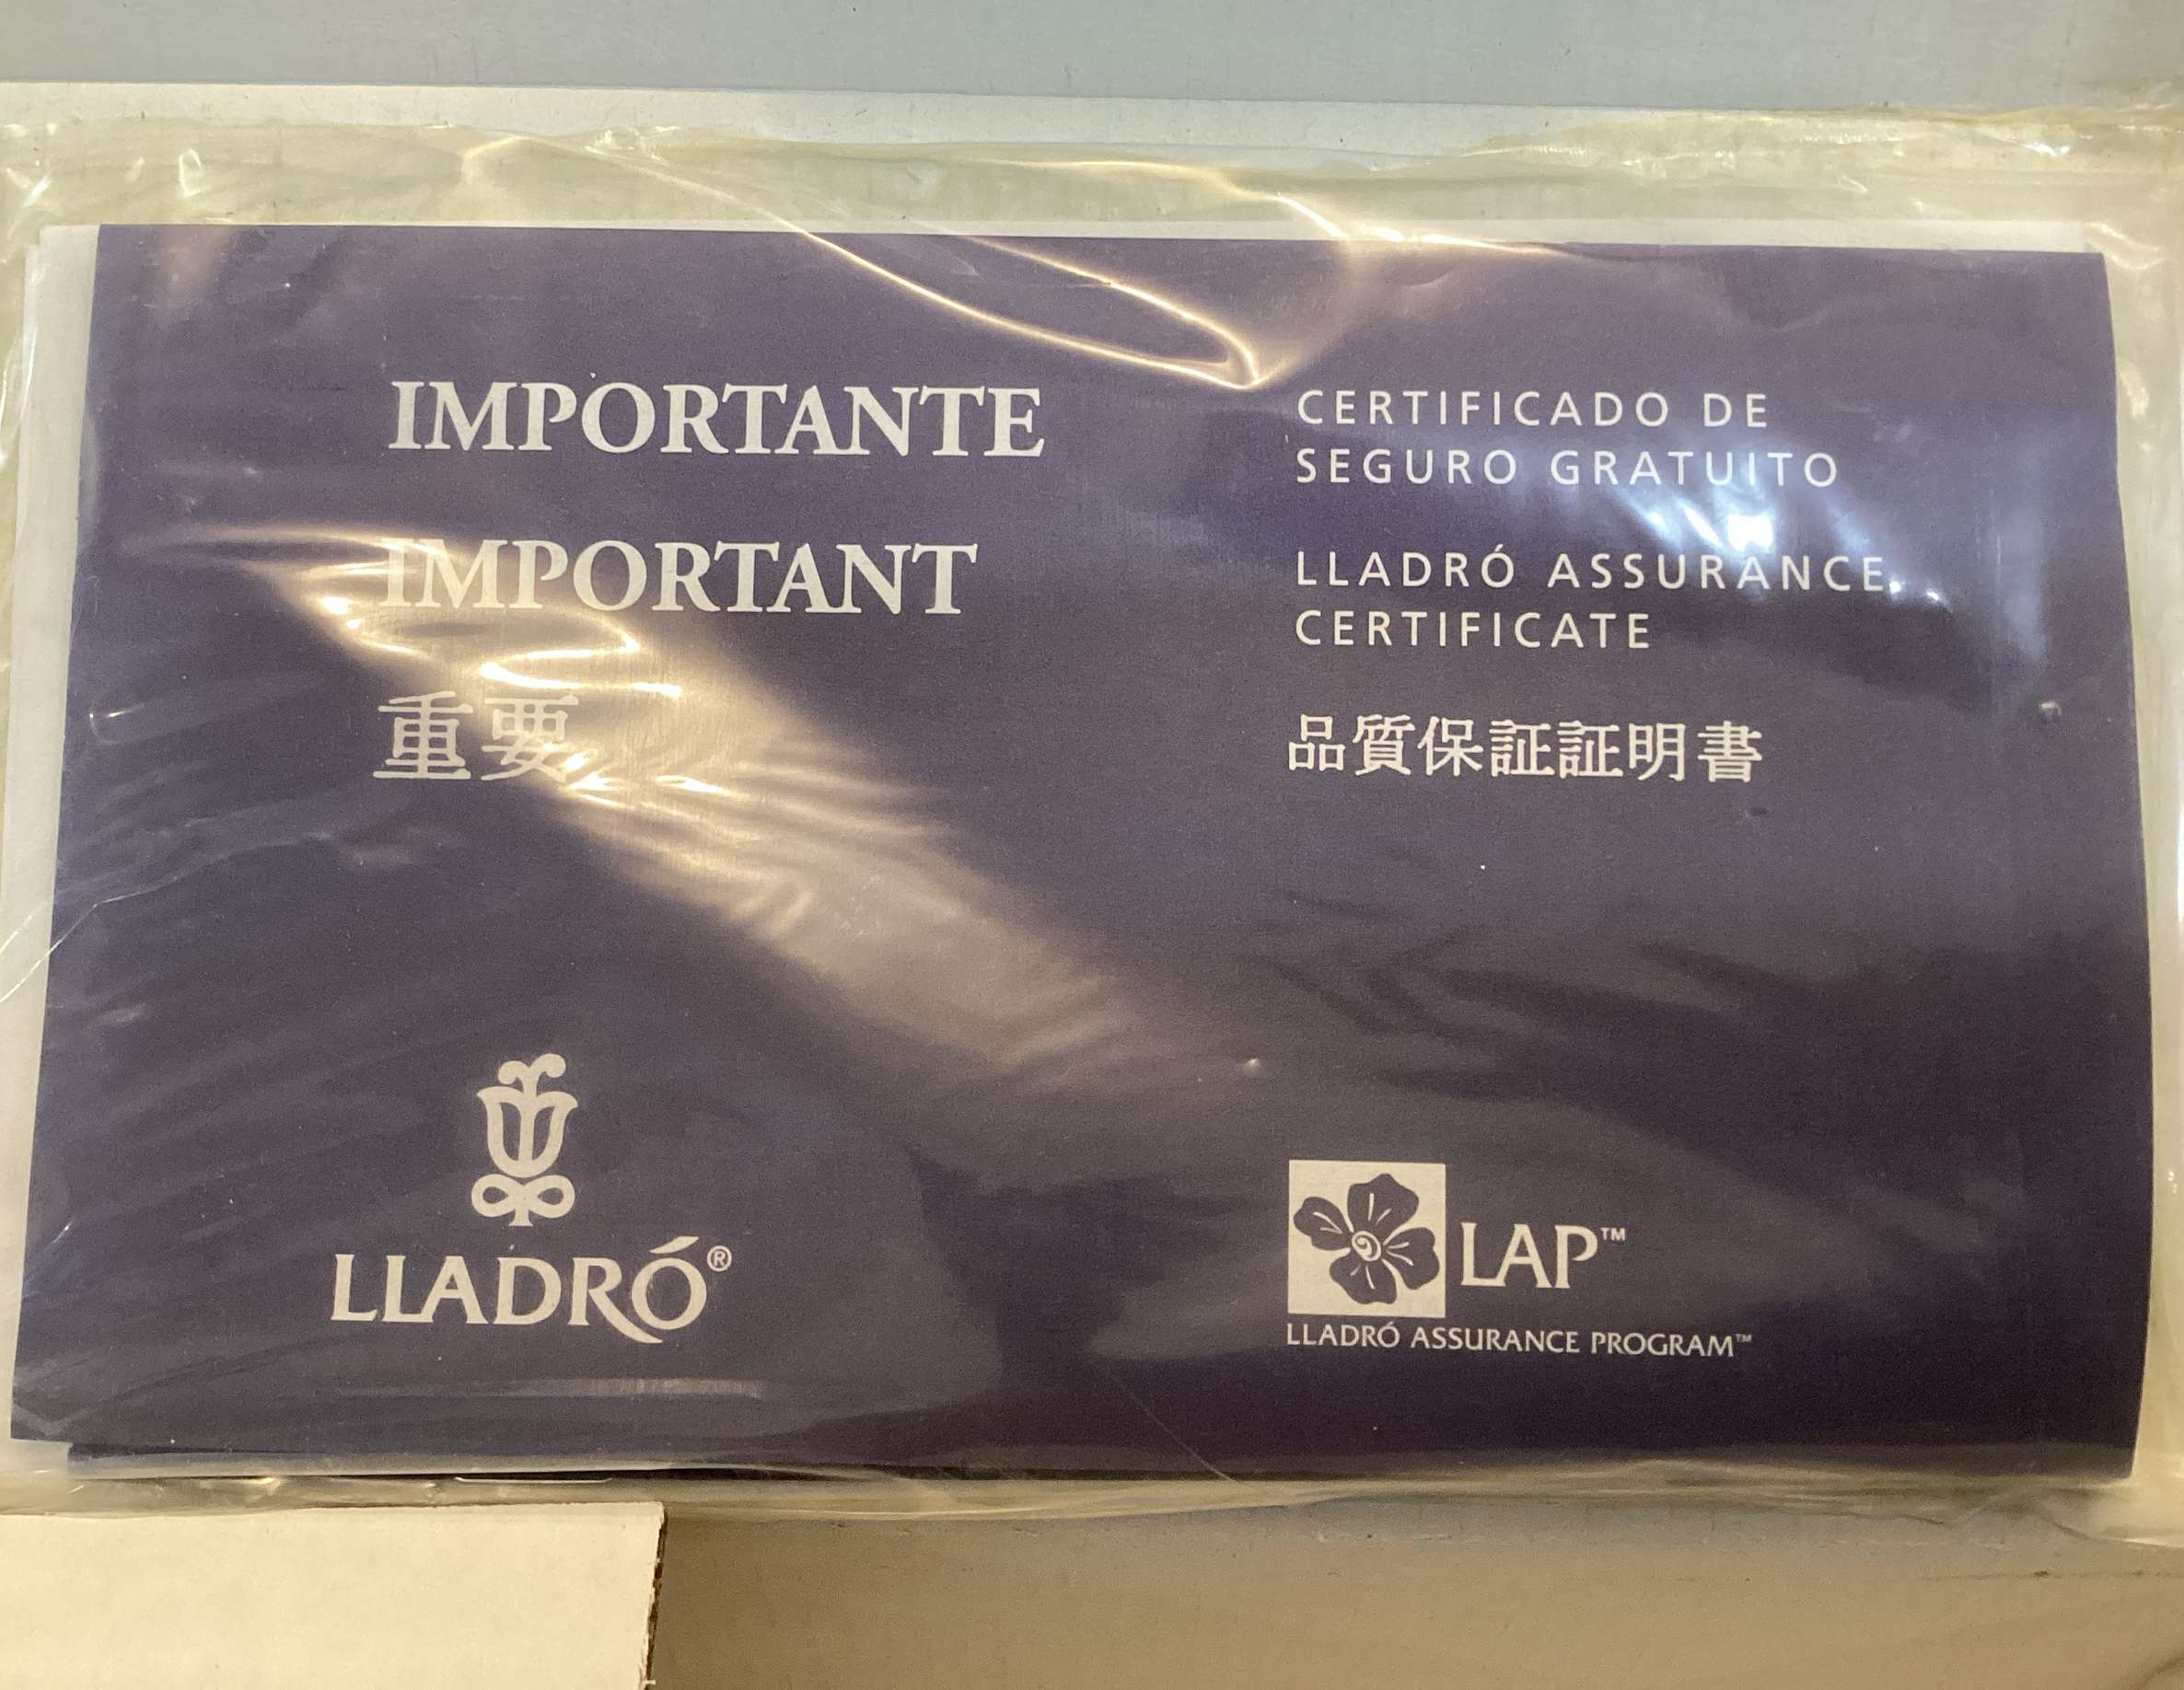 IMPORTANTE
IMPORTANT
重要
CERTIFICADO DE
SEGURO GRATUITO
LLADRÓ ASSURANCE
CERTIFICATE
品質保証証明書
LLADRÓ®
LAP™
LLADRÓ ASSURANCE PROGRAM™